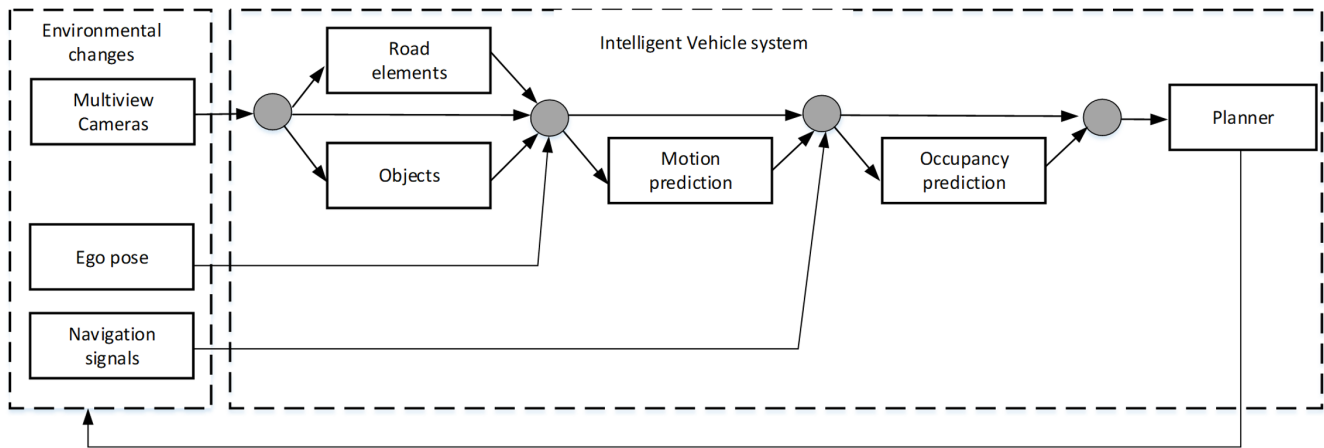 Environmental
changes
Multiview
Cameras
Ego pose
Navigation
signals
Intelligent Vehicle system
Road
elements
Objects
Motion
prediction
Occupancy
prediction
Planner